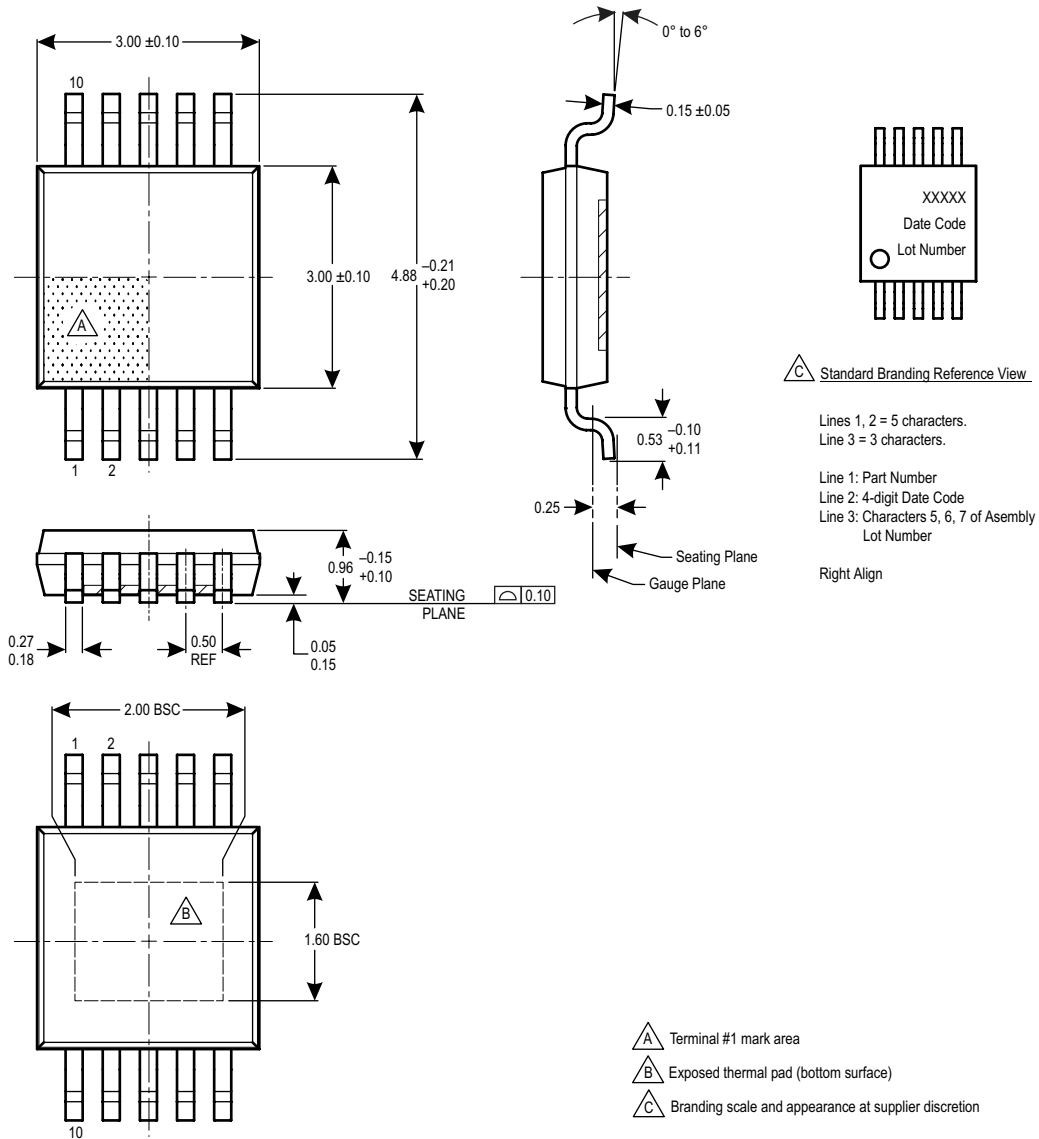 3.00 ±0.10
10
3.00 ±0.10
4.88 –0.21
+0.20
A
1 2
0° to 6°
0.15 ±0.05
0.53 –0.10
+0.11
0.25
Seating Plane
Gauge Plane
XXXXX
Date Code
Lot Number
C Standard Branding Reference View
Lines 1, 2 = 5 characters.
Line 3 = 3 characters.
Line 1: Part Number
Line 2: 4-digit Date Code
Line 3: Characters 5, 6, 7 of Asembly
Lot Number
Right Align
0.96 –0.15
+0.10
SEATING
PLANE
0.10
0.27
0.18
0.50
REF
0.05
0.15
2.00 BSC
1 2
B
1.60 BSC
10
A Terminal #1 mark area
B Exposed thermal pad (bottom surface)
C Branding scale and appearance at supplier discretion